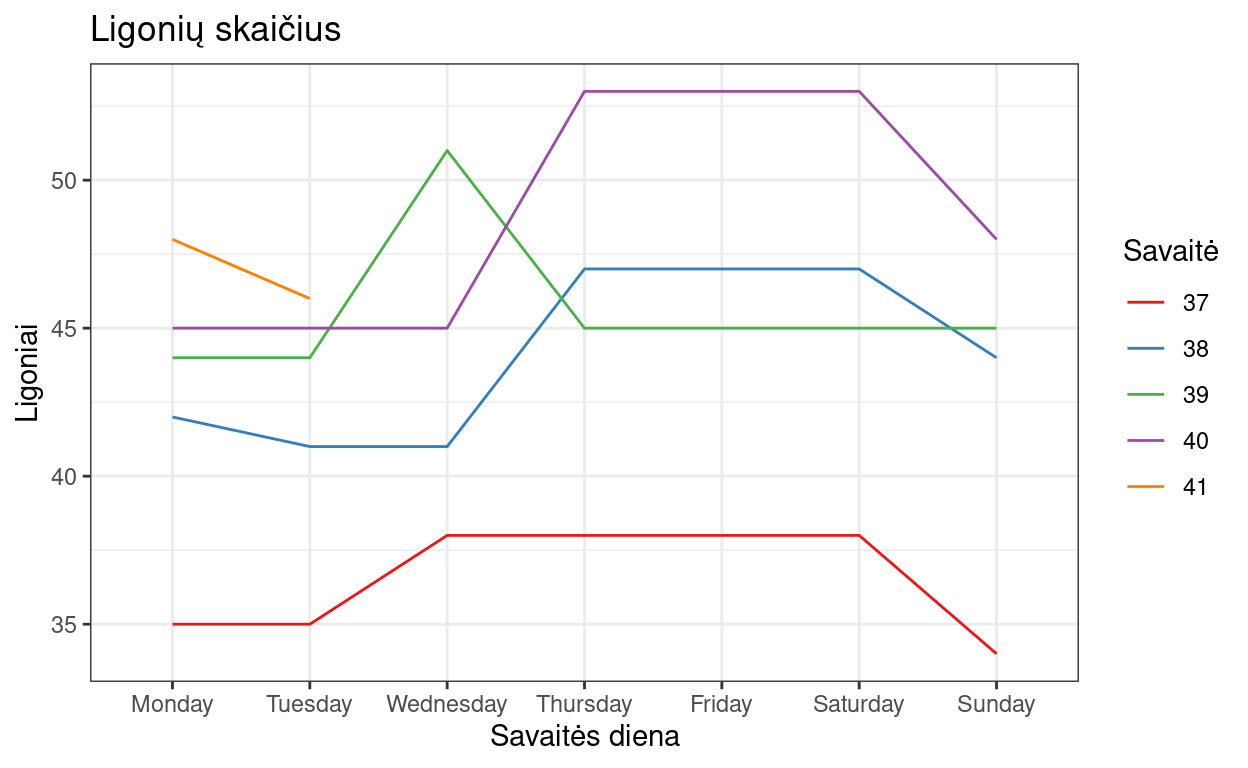 Ligonių skaičius
50
45
40
35
Ligoniai
Monday Tuesday Wednesday Thursday Friday Saturday Sunday
Savaitės diena
Savaitė
37
38
39
40
41